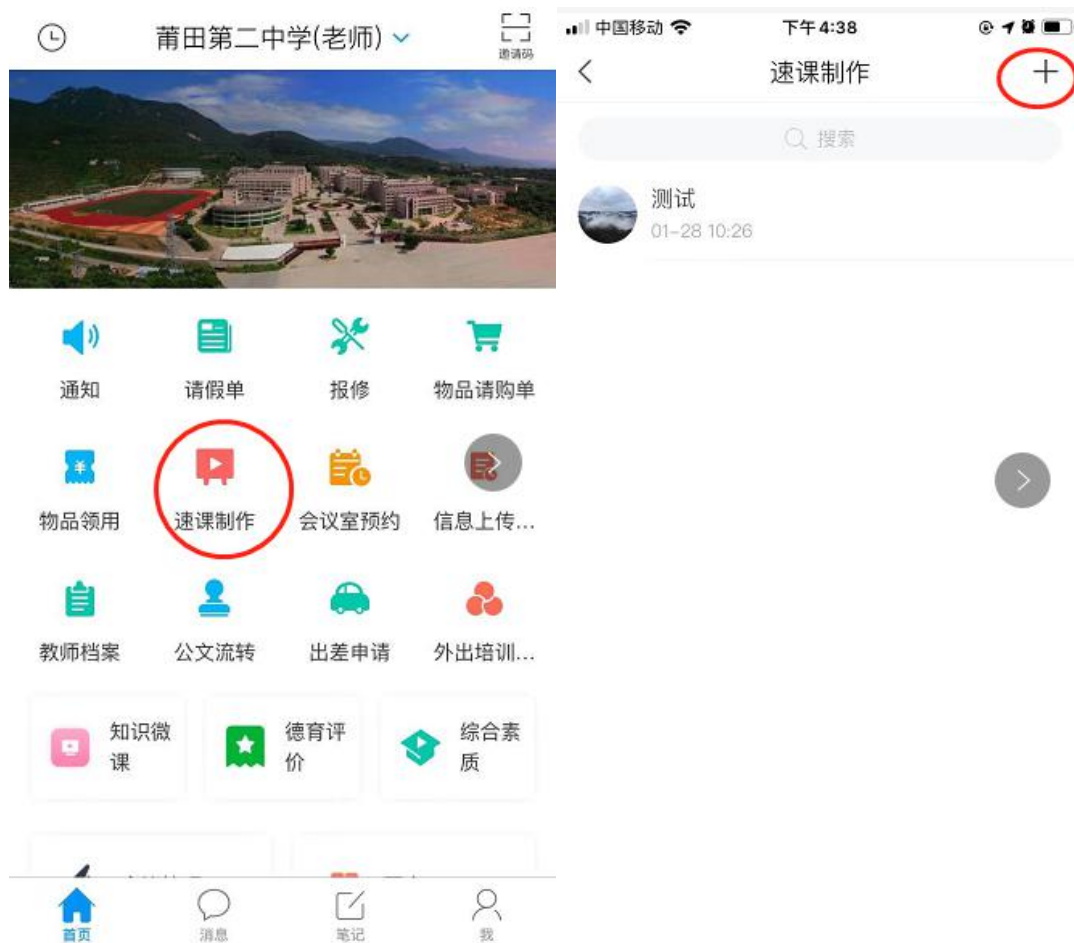 莆田第二中学(老师)
邀请码
通知
请假单
报修
物品请购单
物品领用
速课制作
会议室预约
信息上传...
教师档案
公文流转
出差申请
外出培训...
知识微
课
德育评
价
综合素
质
首页
消息
笔记
我
中国移动
下午4:38
速课制作
搜索
测试
01-28 10:26